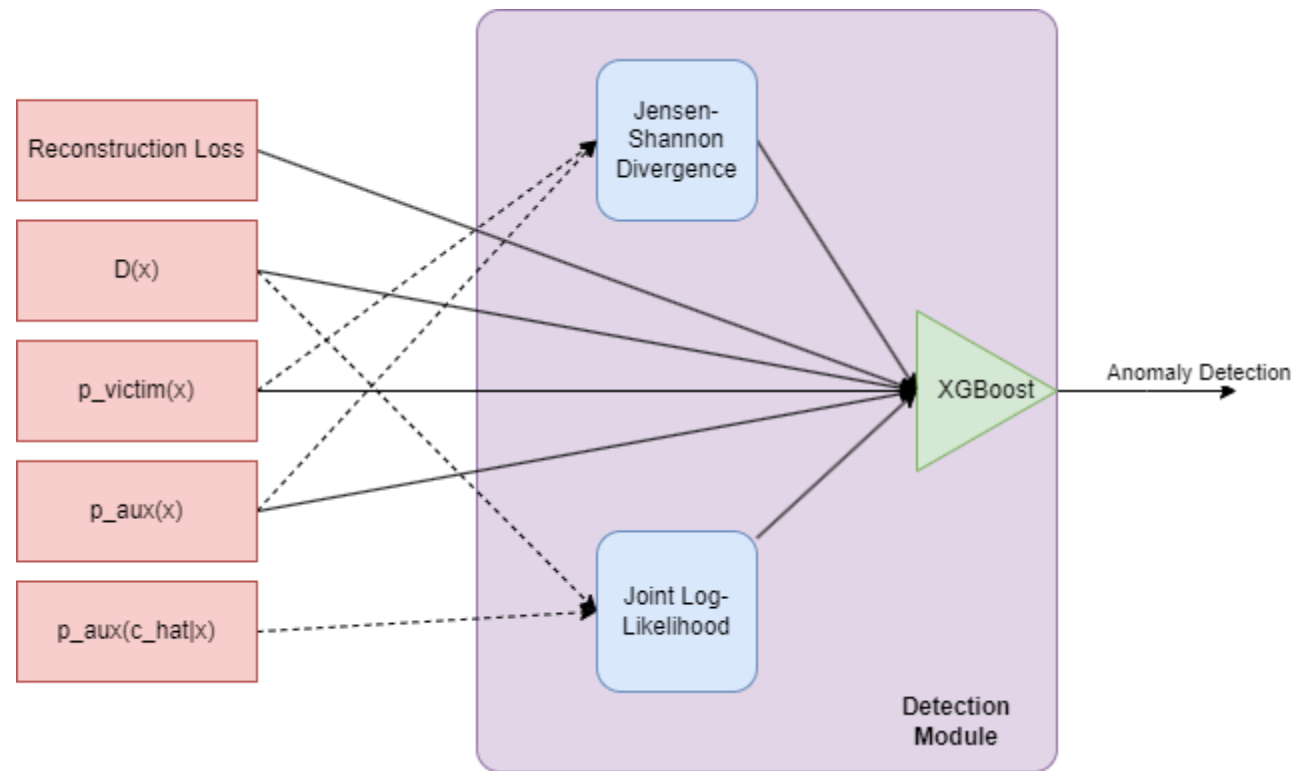 Reconstruction Loss
D(x)
p_victim(x)
p_aux(x)
p_aux(c_hat|x)
Jensen-
Shannon
Divergence
Joint Log-
Likelihood
XGBoost
Anomaly Detection
Detection
Module